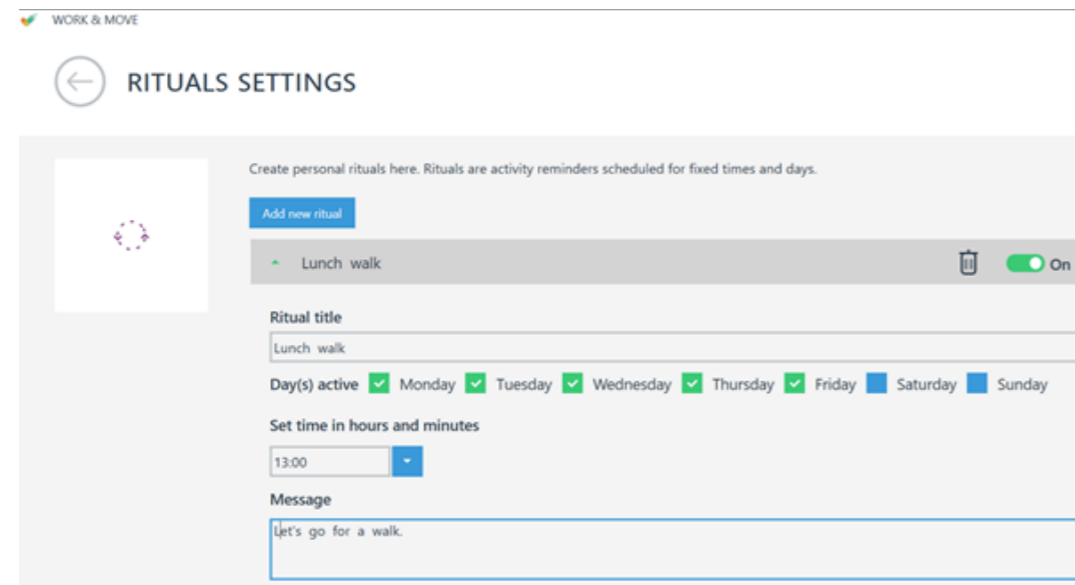 WORK & MOVE
RITUALS SETTINGS
Create personal rituals here. Rituals are activity reminders scheduled for fixed times and days.
Add new ritual
Lunch walk On
Ritual title
Lunch walk
Day(s) active Monday Tuesday Wednesday Thursday Friday Saturday Sunday
Set time in hours and minutes
13:00
Message
Let's go for a walk.